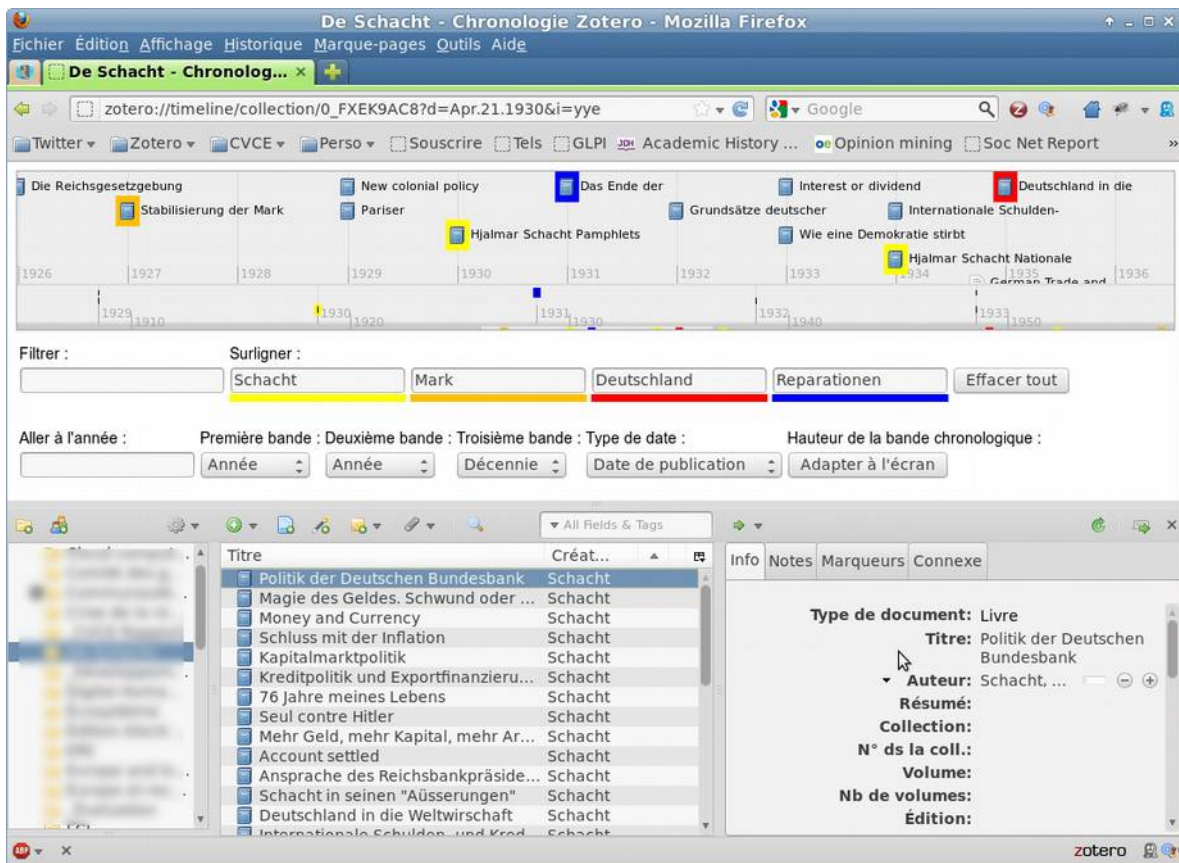 De Schacht - Chronologie Zotero - Mozilla Firefox
Fichier Édition Affichage Historique Marque-pages Outils Aide
De Schacht - Chronolog...
zotero://timeline/collection/0_FXEK9AC8?d=Apr.21.1930&i=yye Google
Twitter Zotero CVCE Perso Souscrire Tels GLPI JDH Academic History ... oe Opinion mining Soc Net Report »
Die Reichsgesetzgebung New colonial policy Das Ende der Interest or dividend Deutschland in die
Stabilisierung der Mark Pariser Grundsätze deutscher Internationale Schulden-
Hjalmar Schacht Pamphlets Wie eine Demokratie stirbt
Hjalmar Schacht Nationale
1926 1927 1928 1929 1930 1931 1932 1933 1934 1935 1936
German Trade and
1929 1930 1931 1932 1933
1910 1920 1930 1940 1950
Filtrer : Surligner :
Schacht Mark Deutschland Reparationen Effacer tout
Aller à l'année : Première bande : Deuxième bande : Troisième bande : Type de date : Hauteur de la bande chronologique :
Année Année Décennie Date de publication Adapter à l'écran
All Fields & Tags
Titre Créat...
Politik der Deutschen Bundesbank Schacht
Magie des Geldes. Schwund oder ... Schacht
Money and Currency Schacht
Schluss mit der Inflation Schacht
Kapitalmarktpolitik Schacht
Kreditpolitik und Exportfinanzieru... Schacht
76 Jahre meines Lebens Schacht
Seul contre Hitler Schacht
Mehr Geld, mehr Kapital, mehr Ar... Schacht
Account settled Schacht
Ansprache des Reichsbankpräside... Schacht
Schacht in seinen "Aüsserungen" Schacht
Deutschland in die Weltwirschaft Schacht
Internationale Schulden- und Kred... Schacht
Info Notes Marqueurs Connexe
Type de document: Livre
Titre: Politik der Deutschen
Bundesbank
Auteur: Schacht, ...
Résumé:
Collection:
N° ds la coll.:
Volume:
Nb de volumes:
Édition:
ABP zotero